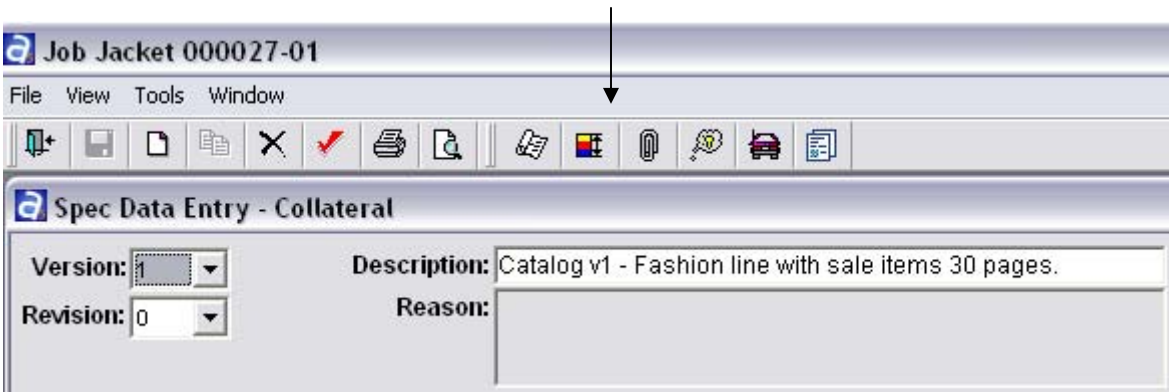 Job Jacket 000027-01
File View Tools Window
Spec Data Entry - Collateral
Version: 1 Description: Catalog v1 - Fashion line with sale items 30 pages.
Revision: 0 Reason: